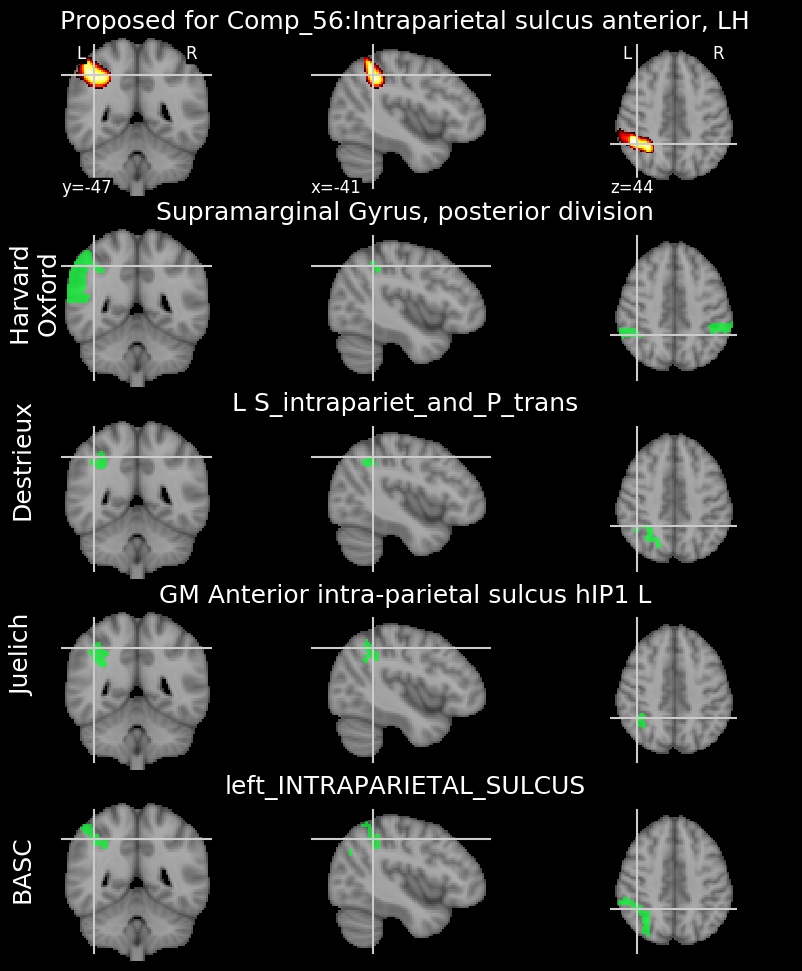 Proposed for Comp_56:Intraparietal sulcus anterior, LH
L R L R
y=-47 x=-41 z=44
Supramarginal Gyrus, posterior division
Harvard
Oxford
L S_intrapariet_and_P_trans
Destrieux
GM Anterior intra-parietal sulcus hIP1 L
Juelich
left_INTRAPARIETAL_SULCUS
BASC